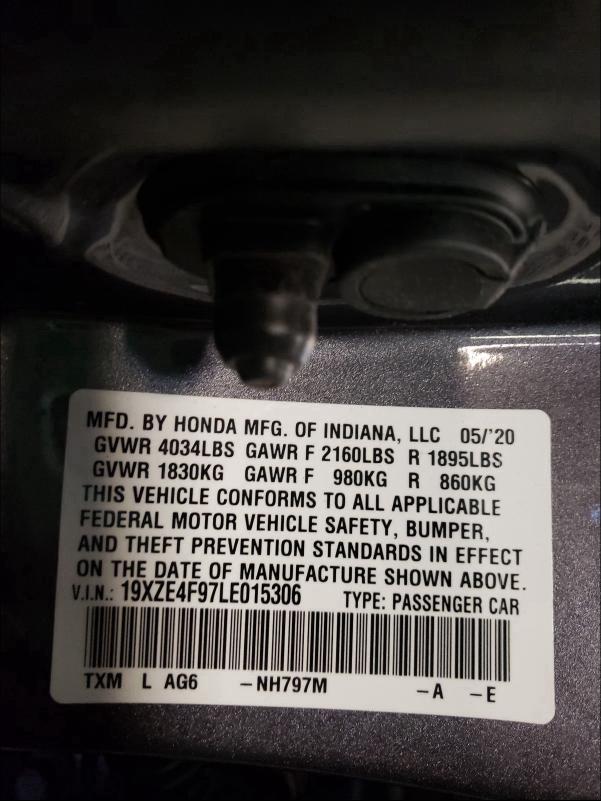 MFD. BY HONDA MFG. OF INDIANA, LLC 05/'20
GVWR 4034LBS GAWR F 2160LBS R 1895LBS
GVWR 1830KG GAWR F 980KG R 860KG
THIS VEHICLE CONFORMS TO ALL APPLICABLE
FEDERAL MOTOR VEHICLE SAFETY, BUMPER,
AND THEFT PREVENTION STANDARDS IN EFFECT
ON THE DATE OF MANUFACTURE SHOWN ABOVE.
V.I.N.: 19XZE4F97LE015306 TYPE: PASSENGER CAR
TXM L AG6 -NH797M -A -E